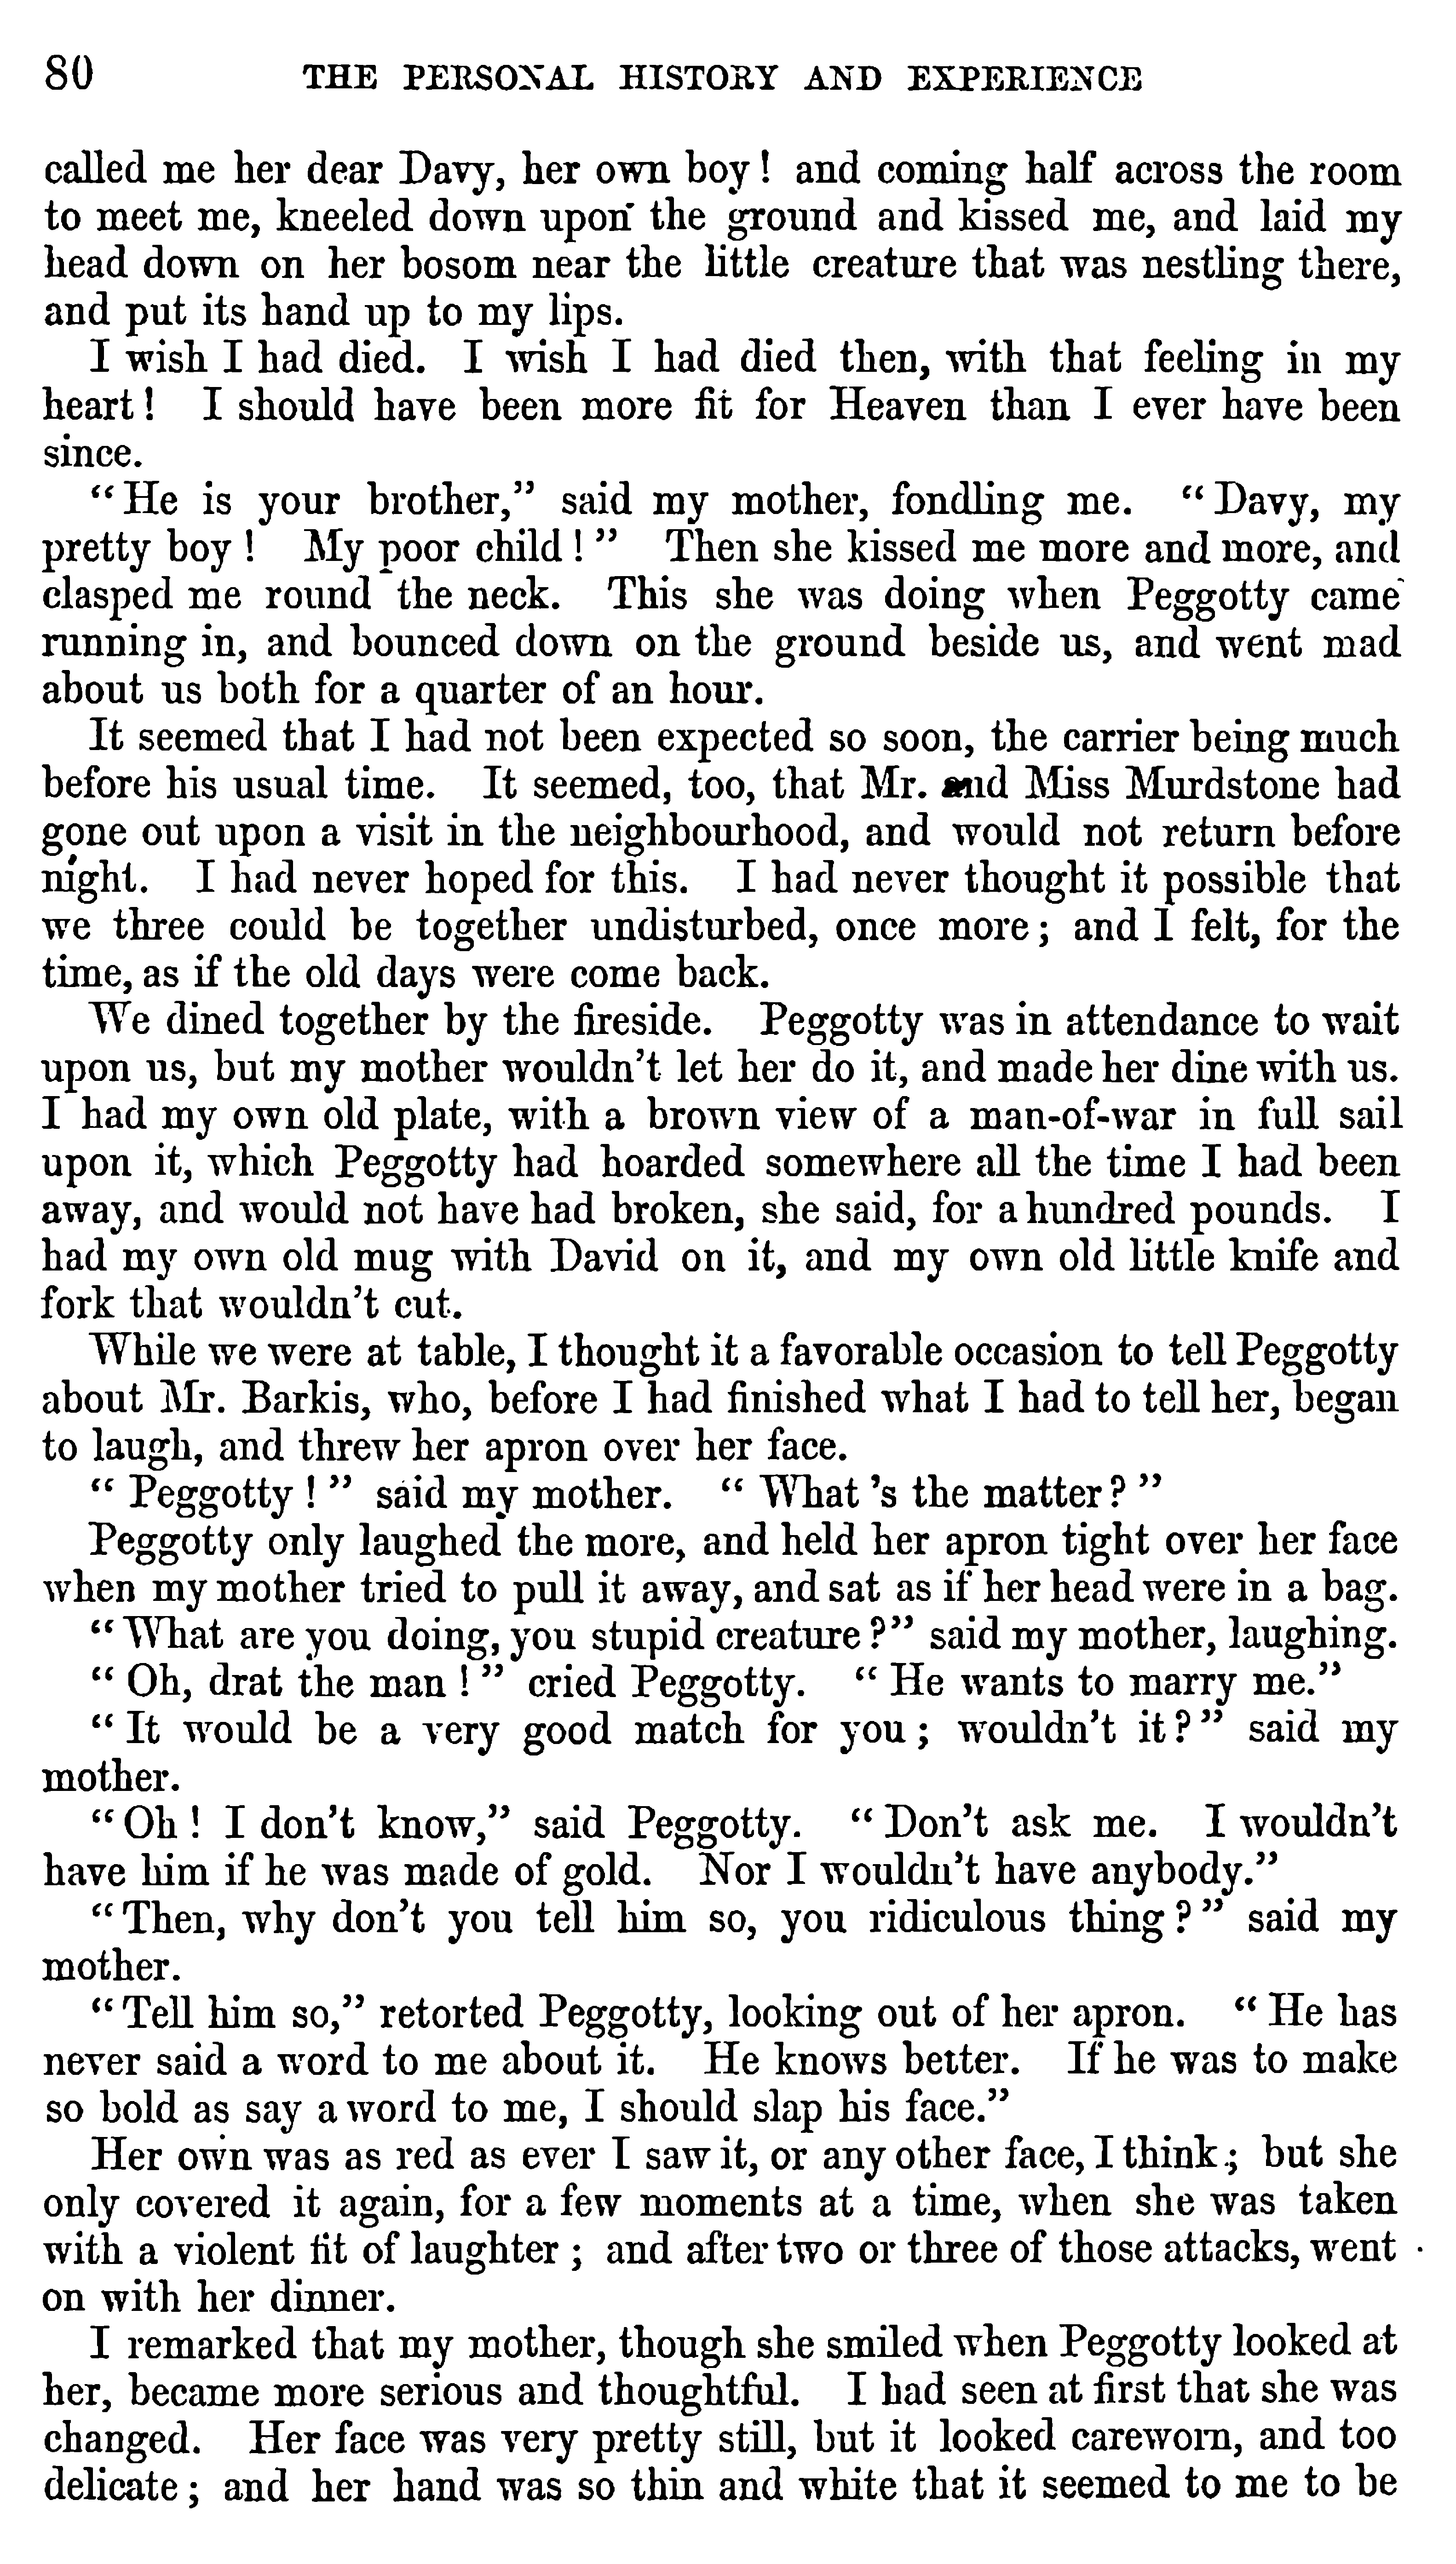 80 THE PERSONAL HISTORY AND EXPERIENCE
called me her dear Davy, her own boy! and coming half across the room
to meet me, kneeled down upon the ground and kissed me, and laid my
head down on her bosom near the little creature that was nestling there,
and put its hand up to my lips.
I wish I had died. I wish I had died then, with that feeling in my
heart! I should have been more fit for Heaven than I ever have been
since.
"He is your brother," said my mother, fondling me. "Davy, my
pretty boy! My poor child!" Then she kissed me more and more, and
clasped me round the neck. This she was doing when Peggotty came
running in, and bounced down on the ground beside us, and went mad
about us both for a quarter of an hour.
It seemed that I had not been expected so soon, the carrier being much
before his usual time. It seemed, too, that Mr. and Miss Murdstone had
gone out upon a visit in the neighbourhood, and would not return before
night. I had never hoped for this. I had never thought it possible that
we three could be together undisturbed, once more; and I felt, for the
time, as if the old days were come back.
We dined together by the fireside. Peggotty was in attendance to wait
upon us, but my mother wouldn't let her do it, and made her dine with us.
I had my own old plate, with a brown view of a man-of-war in full sail
upon it, which Peggotty had hoarded somewhere all the time I had been
away, and would not have had broken, she said, for a hundred pounds. I
had my own old mug with David on it, and my own old little knife and
fork that wouldn't cut.
While we were at table, I thought it a favorable occasion to tell Peggotty
about Mr. Barkis, who, before I had finished what I had to tell her, began
to laugh, and threw her apron over her face.
"Peggotty!" said my mother. "What 's the matter?"
Peggotty only laughed the more, and held her apron tight over her face
when my mother tried to pull it away, and sat as if her head were in a bag.
"What are you doing, you stupid creature?" said my mother, laughing.
"Oh, drat the man!" cried Peggotty. "He wants to marry me."
"It would be a very good match for you; wouldn't it?" said my
mother.
"Oh! I don't know," said Peggotty. "Don't ask me. I wouldn't
have him if he was made of gold. Nor I wouldn't have anybody."
"Then, why don't you tell him so, you ridiculous thing?" said my
mother.
"Tell him so," retorted Peggotty, looking out of her apron. "He has
never said a word to me about it. He knows better. If he was to make
so bold as say a word to me, I should slap his face."
Her own was as red as ever I saw it, or any other face, I think; but she
only covered it again, for a few moments at a time, when she was taken
with a violent fit of laughter; and after two or three of those attacks, went
on with her dinner.
I remarked that my mother, though she smiled when Peggotty looked at
her, became more serious and thoughtful. I had seen at first that she was
changed. Her face was very pretty still, but it looked careworn, and too
delicate; and her hand was so thin and white that it seemed to me to be